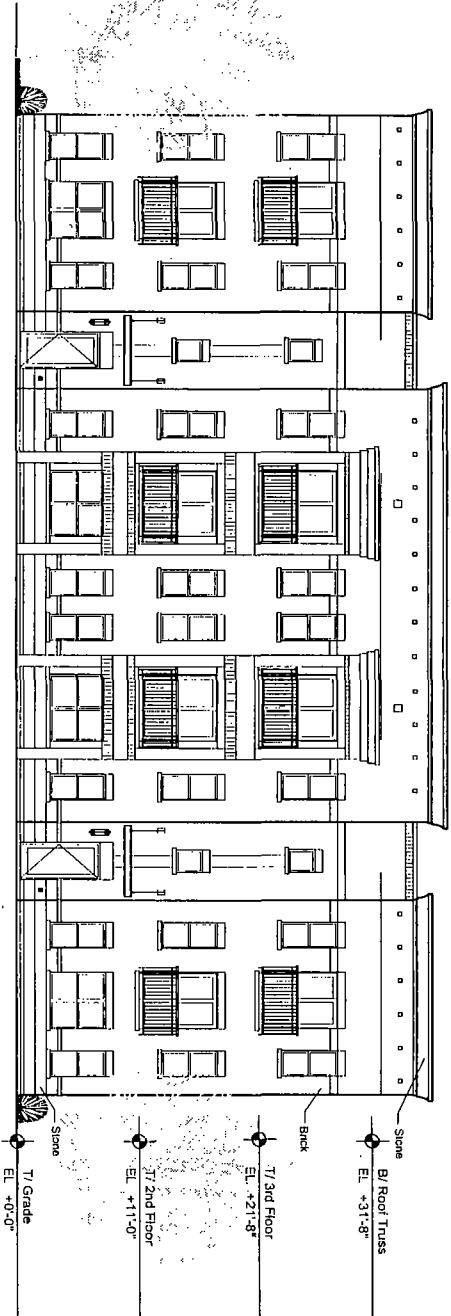 Stone
B/ Roof Truss
EL. +31'-8"
Brick
T/ 3rd Floor
EL. +21'-8"
T/ 2nd Floor
EL. +11'-0"
Stone
T/ Grade
EL. +0'-0"